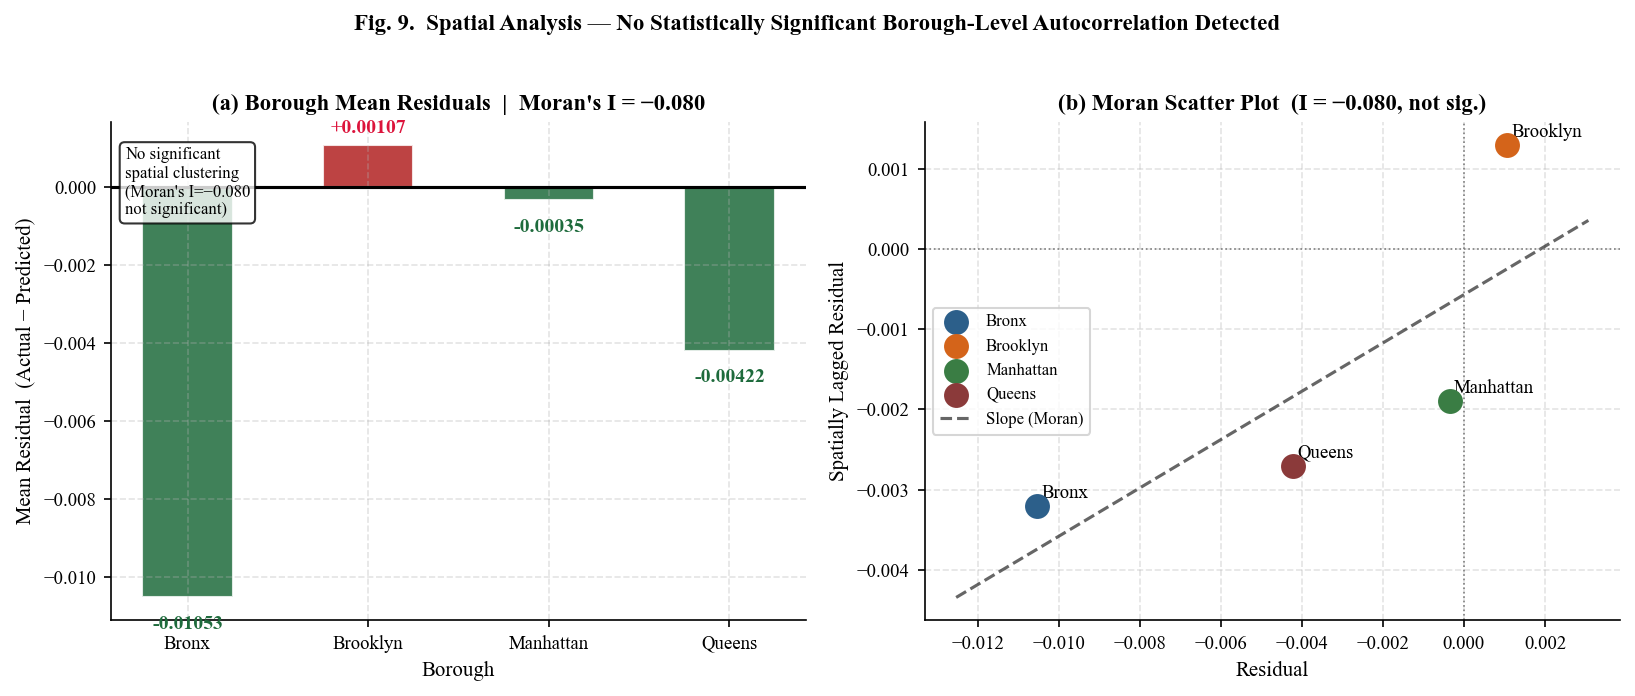 Fig. 9.  Spatial Analysis — No Statistically Significant Borough-Level Autocorrelation Detected
(a) Borough Mean Residuals  |  Moran's I = −0.080
+0.00107
No significant
spatial clustering
(Moran's I=−0.080
not significant)
0.000
−0.002
−0.004
−0.006
−0.008
−0.010
-0.00035
-0.00422
-0.01053
Mean Residual  (Actual − Predicted)
Bronx
Brooklyn
Manhattan
Queens
Borough
(b) Moran Scatter Plot  (I = −0.080, not sig.)
Brooklyn
Manhattan
Queens
Bronx
0.001
0.000
−0.001
−0.002
−0.003
−0.004
Spatially Lagged Residual
Bronx
Brooklyn
Manhattan
Queens
Slope (Moran)
−0.012
−0.010
−0.008
−0.006
−0.004
−0.002
0.000
0.002
Residual